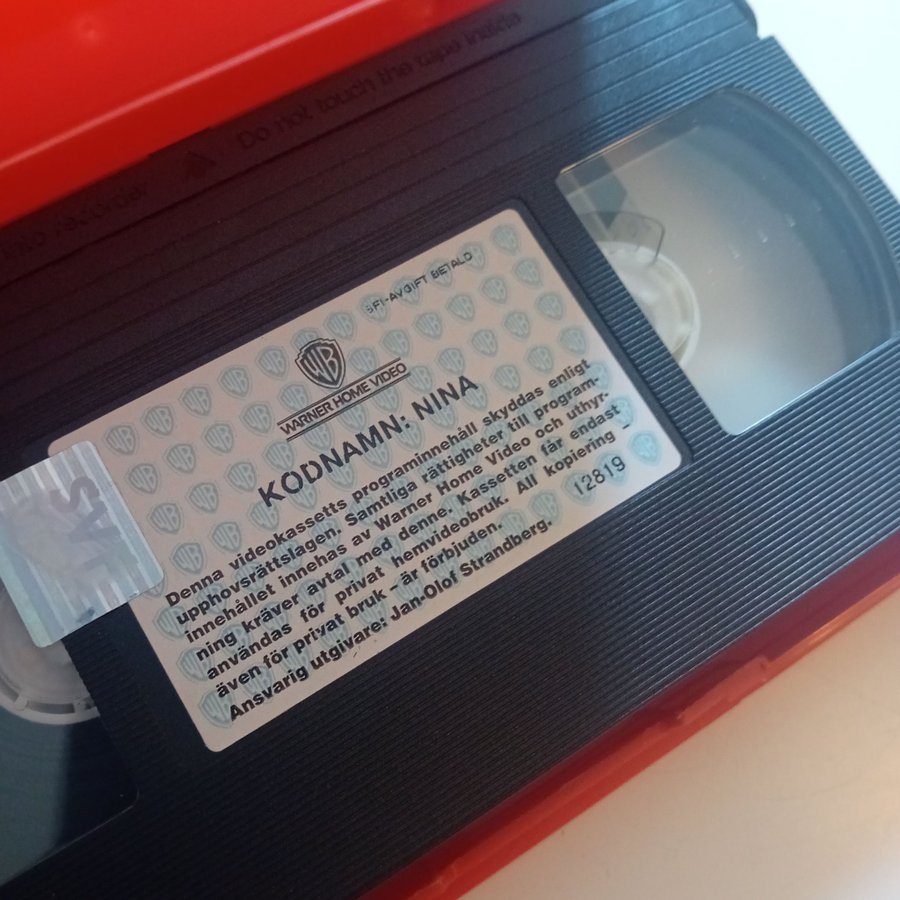 Do not touch the tape inside
SFI-AVGIFT BETALD
WB
WARNER HOME VIDEO
KODNAMN: NINA
Denna videokassetts programinnehåll skyddas enligt
upphovsrättslagen. Samtliga rättigheter till program-
innehållet innehas av Warner Home Video och uthyr-
ning kräver avtal med denne. Kassetten får endast
användas för privat hemvideobruk. All kopiering –
även för privat bruk – är förbjuden.
Ansvarig utgivare: Jan-Olof Strandberg.
12819